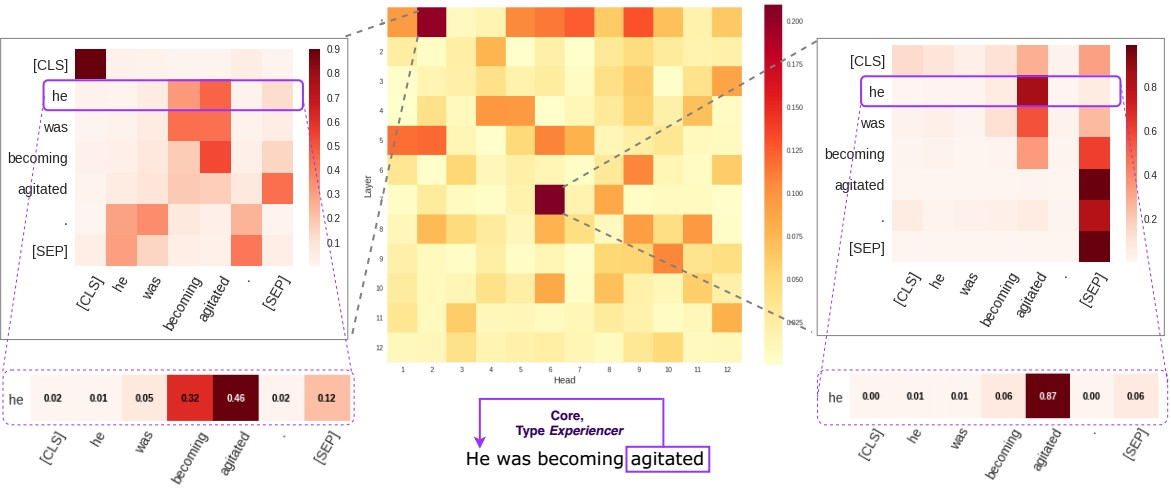 [CLS]
he
was
becoming
agitated
.
[SEP]
[CLS]
he
was
becoming
agitated
.
[SEP]
0.9
0.8
0.7
0.6
0.5
0.4
0.3
0.2
0.1
he
0.02
0.01
0.05
0.32
0.46
0.02
0.12
[CLS]
he
was
becoming
agitated
.
[SEP]
Layer
2
3
4
5
6
8
9
10
11
12
1
2
3
4
5
6
7
8
9
10
11
12
Head
0.200
0.175
0.150
0.125
0.100
0.075
0.050
0.025
Core,
Type Experiencer
He was becoming agitated
[CLS]
he
was
becoming
agitated
.
[SEP]
[CLS]
he
was
becoming
agitated
.
[SEP]
0.8
0.6
0.4
0.2
he
0.00
0.01
0.01
0.06
0.87
0.00
0.06
[CLS]
he
was
becoming
agitated
.
[SEP]